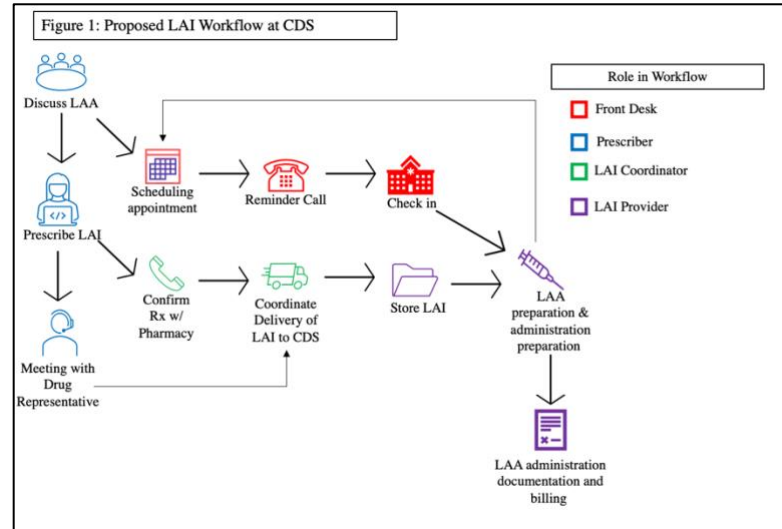 Figure 1: Proposed LAI Workflow at CDS
Role in Workflow
Front Desk
Prescriber
LAI Coordinator
LAI Provider
Discuss LAA
Scheduling
appointment
Reminder Call
Check in
Prescribe LAI
Confirm
Rx w/
Pharmacy
Coordinate
Delivery of
LAI to CDS
Store LAI
LAA
preparation &
administration
preparation
Meeting with
Drug
Representative
LAA administration
documentation and
billing